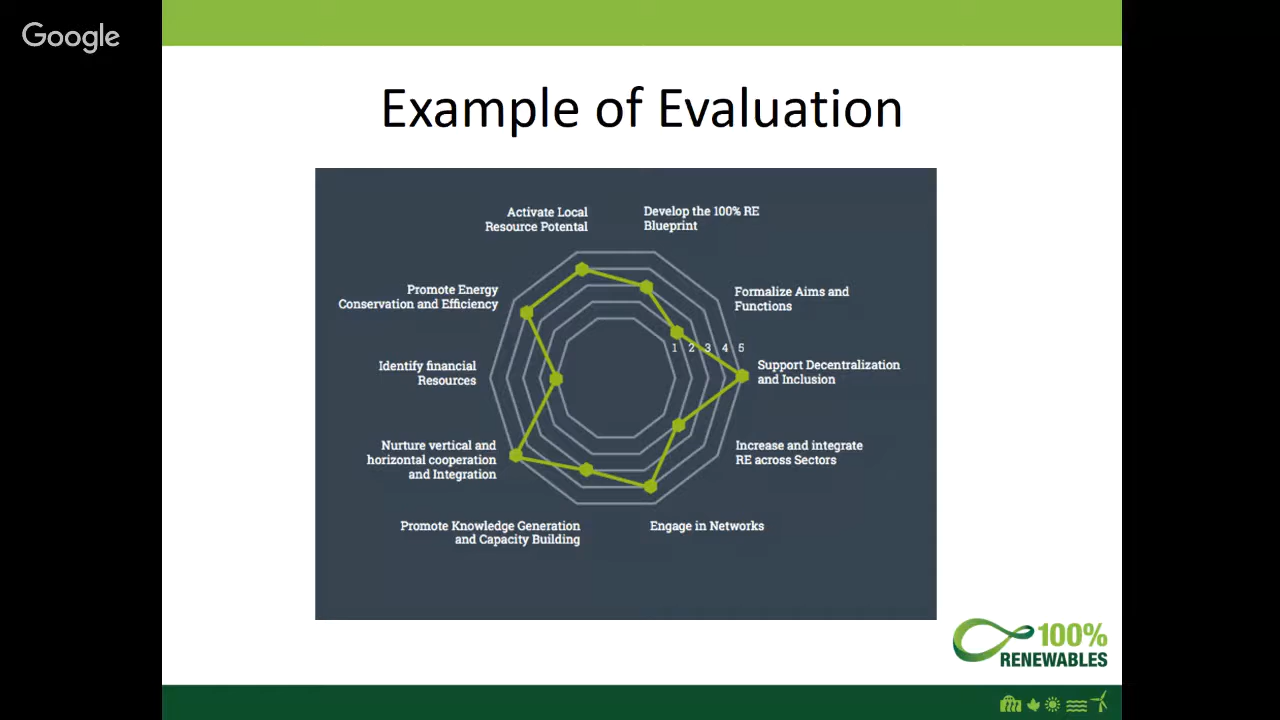 Google
Example of Evaluation
Activate Local
Resource Potental
Develop the 100% RE
Blueprint
Promote Energy
Conservation and Efficiency
Formalize Aims and
Functions
1 2 3 4 5
Identify financial
Resources
Support Decentralization
and Inclusion
Nurture vertical and
horizontal cooperation
and Integration
Increase and integrate
RE across Sectors
Promote Knowledge Generation
and Capacity Building
Engage in Networks
100%
RENEWABLES